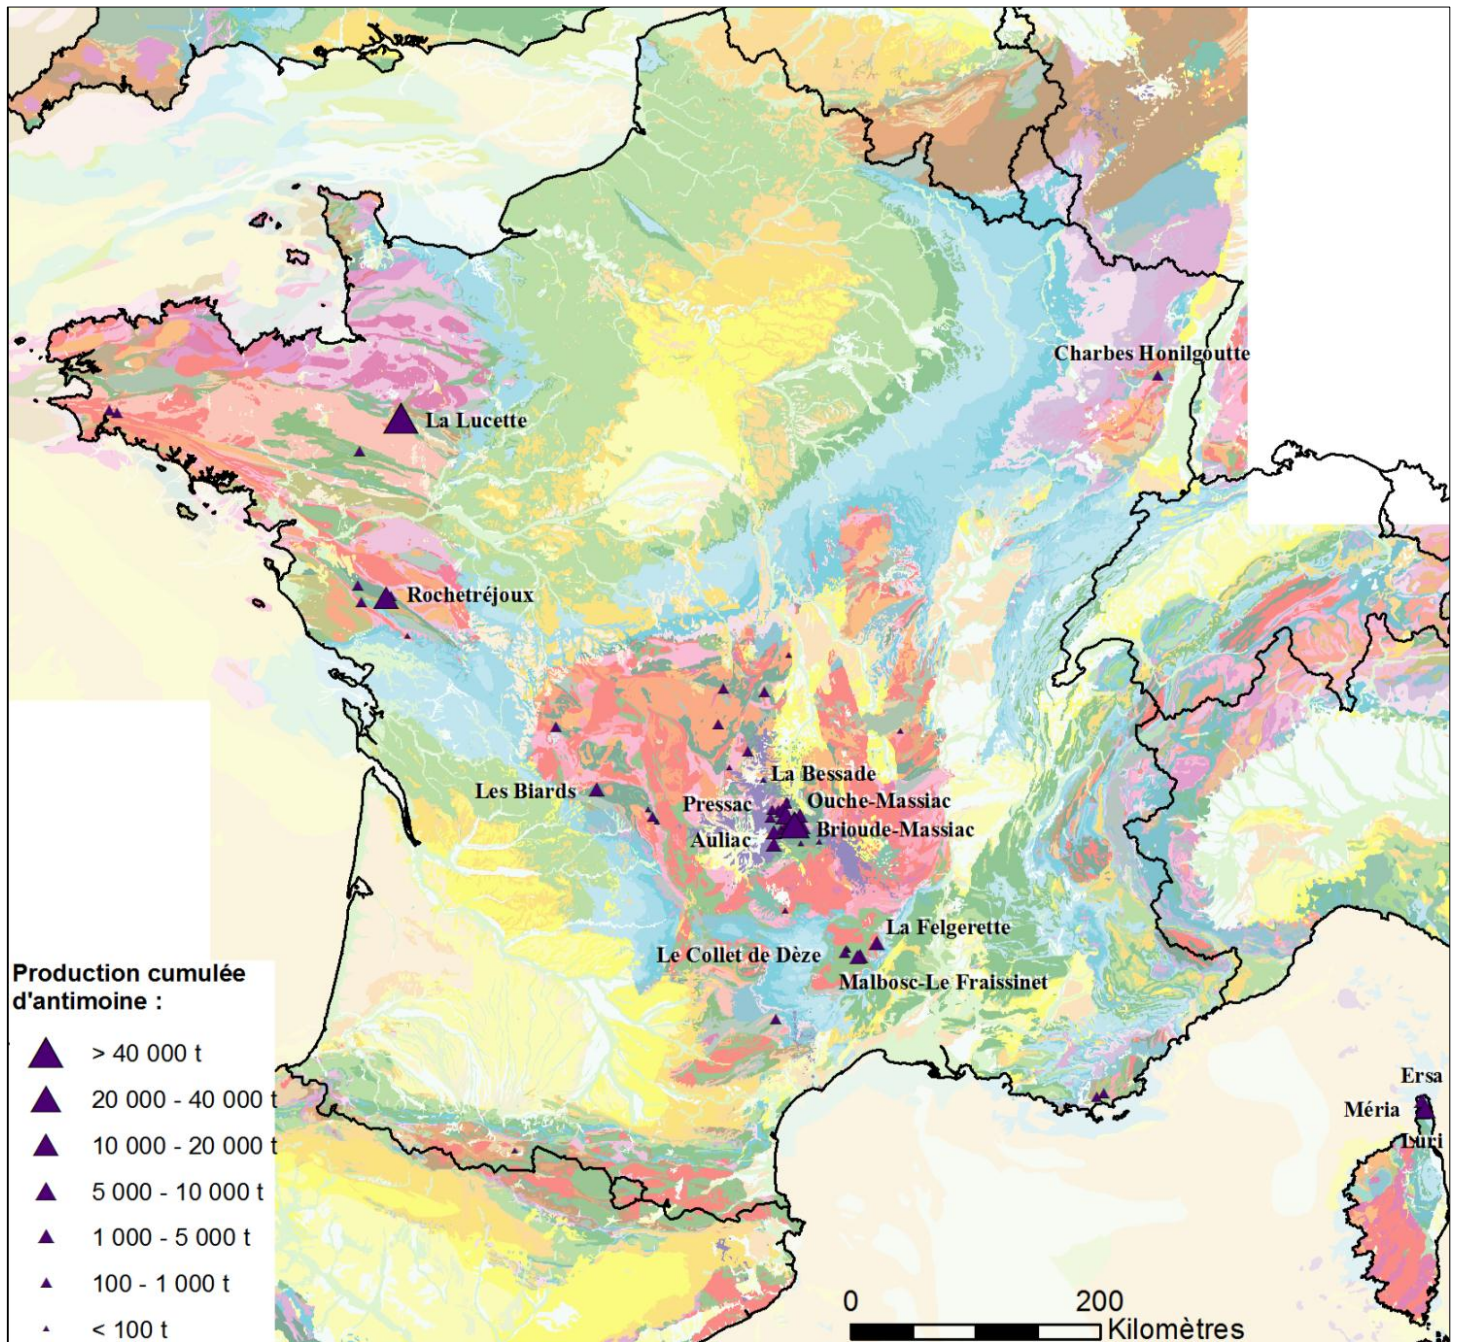 Charbes Honilgoutte
La Lucette
Rochetréjoux
La Bessade
Les Biards
Pressac
Ouche-Massiac
Brioude-Massiac
Auliac
La Felgerette
Le Collet de Dèze
Malbosc-Le Fraissinet
Ersa
Méria
Luri
Production cumulée
d'antimoine :
> 40 000 t
20 000 - 40 000 t
10 000 - 20 000 t
5 000 - 10 000 t
1 000 - 5 000 t
100 - 1 000 t
< 100 t
0 200
Kilomètres